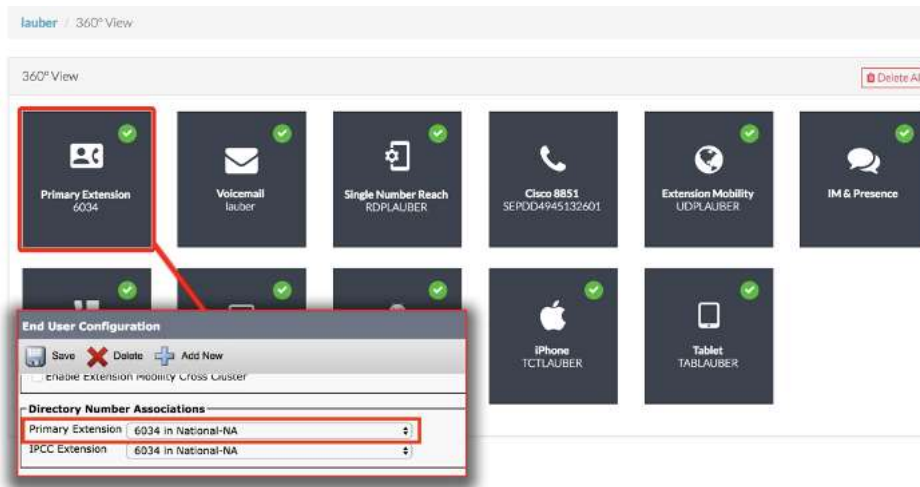 lauber / 360° View
360° View
Delete Al
Primary Extension
6034
Voicemail
lauber
Single Number Reach
RDPLAUBER
Cisco 8851
SEPDD4945132601
Extension Mobility
UDPLAUBER
IM & Presence
iPhone
TCTLAUBER
Tablet
TABLAUBER
End User Configuration
Save Delete Add New
Enable Extension Mobility Cross Cluster
Directory Number Associations
Primary Extension 6034 in National-NA
IPCC Extension 6034 in National-NA